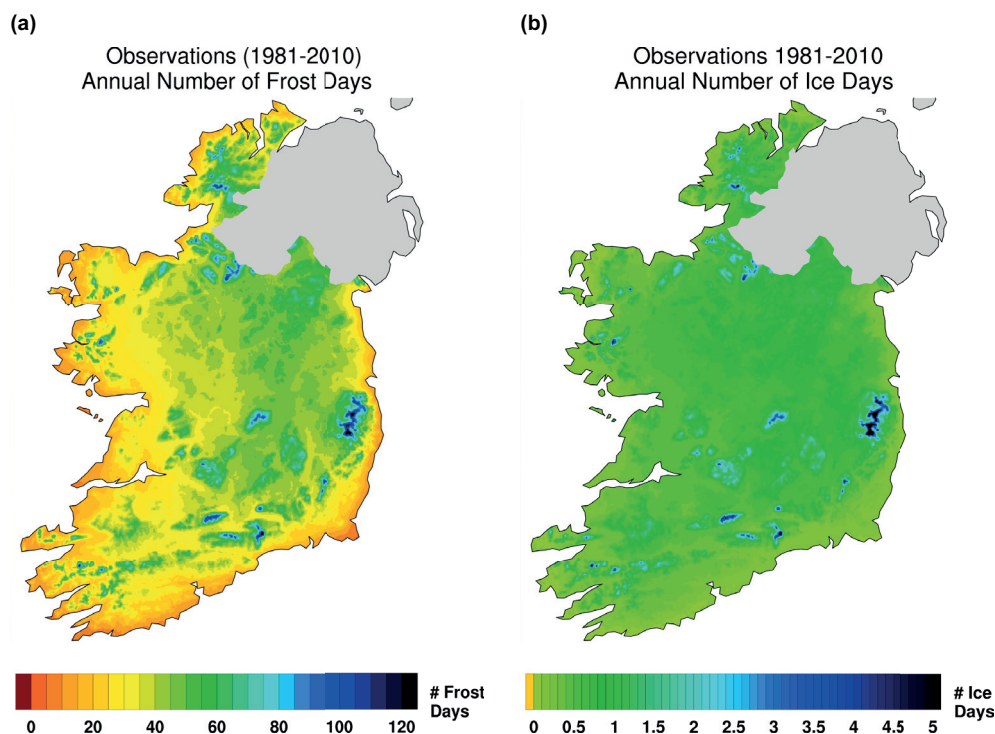 (a)
Observations (1981-2010)
Annual Number of Frost Days
0 20 40 60 80 100 120
# Frost
Days
(b)
Observations 1981-2010
Annual Number of Ice Days
0 0.5 1 1.5 2 2.5 3 3.5 4 4.5 5
# Ice
Days